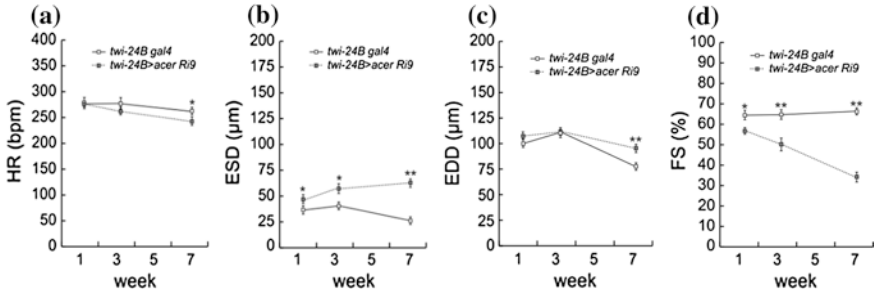 (a)
HR (bpm)
400
350
300
250
200
150
100
50
0
twi-24B gal4
twi-24B>acer Ri9
*
1 3 5 7
week
(b)
ESD (µm)
200
175
150
125
100
75
50
25
0
twi-24B gal4
twi-24B>acer Ri9
* * **
1 3 5 7
week
(c)
EDD (µm)
200
175
150
125
100
75
50
25
0
twi-24B gal4
twi-24B>acer Ri9
**
1 3 5 7
week
(d)
FS (%)
100
90
80
70
60
50
40
30
20
10
0
twi-24B gal4
twi-24B>acer Ri9
* ** **
1 3 5 7
week